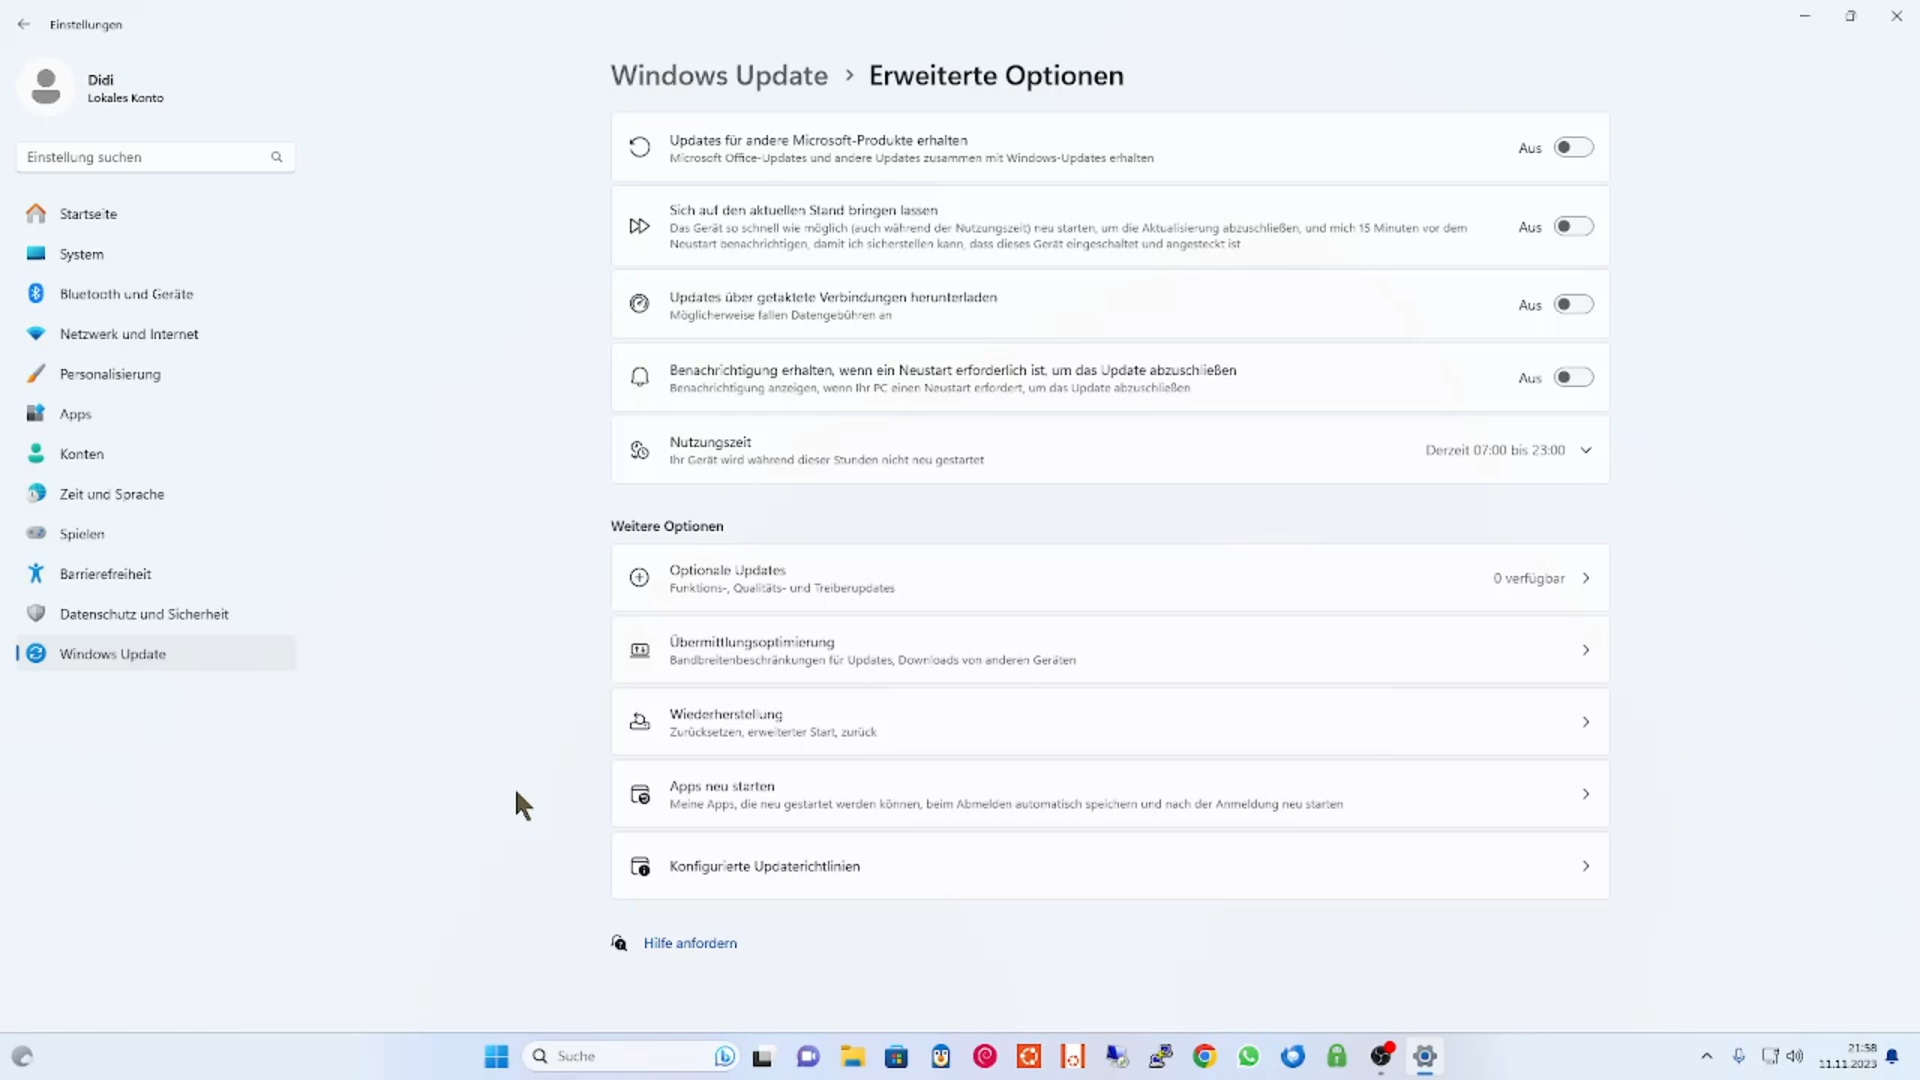 Einstellungen
Didi
Lokales Konto
Einstellung suchen
Startseite
System
Bluetooth und Geräte
Netzwerk und Internet
Personalisierung
Apps
Konten
Zeit und Sprache
Spielen
Barrierefreiheit
Datenschutz und Sicherheit
Windows Update
Windows Update › Erweiterte Optionen
Updates für andere Microsoft-Produkte erhalten
Microsoft Office-Updates und andere Updates zusammen mit Windows-Updates erhalten
Aus
Sich auf den aktuellen Stand bringen lassen
Das Gerät so schnell wie möglich (auch während der Nutzungszeit) neu starten, um die Aktualisierung abzuschließen, und mich 15 Minuten vor dem
Neustart benachrichtigen, damit ich sicherstellen kann, dass dieses Gerät eingeschaltet und angesteckt ist
Aus
Updates über getaktete Verbindungen herunterladen
Möglicherweise fallen Datengebühren an
Aus
Benachrichtigung erhalten, wenn ein Neustart erforderlich ist, um das Update abzuschließen
Benachrichtigung anzeigen, wenn Ihr PC einen Neustart erfordert, um das Update abzuschließen
Aus
Nutzungszeit
Ihr Gerät wird während dieser Stunden nicht neu gestartet
Derzeit 07:00 bis 23:00
Weitere Optionen
Optionale Updates
Funktions-, Qualitäts- und Treiberupdates
0 verfügbar
Übermittlungsoptimierung
Bandbreitenbeschränkungen für Updates, Downloads von anderen Geräten
Wiederherstellung
Zurücksetzen, erweiterter Start, zurück
Apps neu starten
Meine Apps, die neu gestartet werden können, beim Abmelden automatisch speichern und nach der Anmeldung neu starten
Konfigurierte Updaterichtlinien
Hilfe anfordern
Suche
21:58
11.11.2023